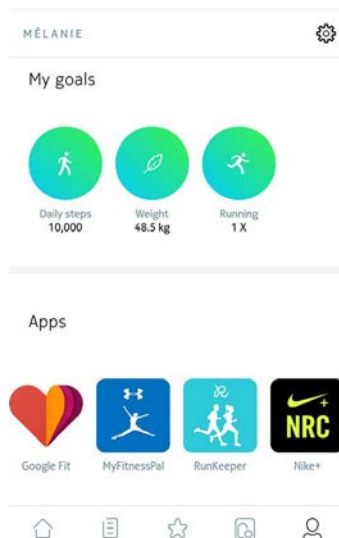 MÊLANIE
My goals
Daily steps Weight Running
10,000 48.5 kg 1 X
Apps
NRC
Google Fit MyFitnessPal RunKeeper Nike+